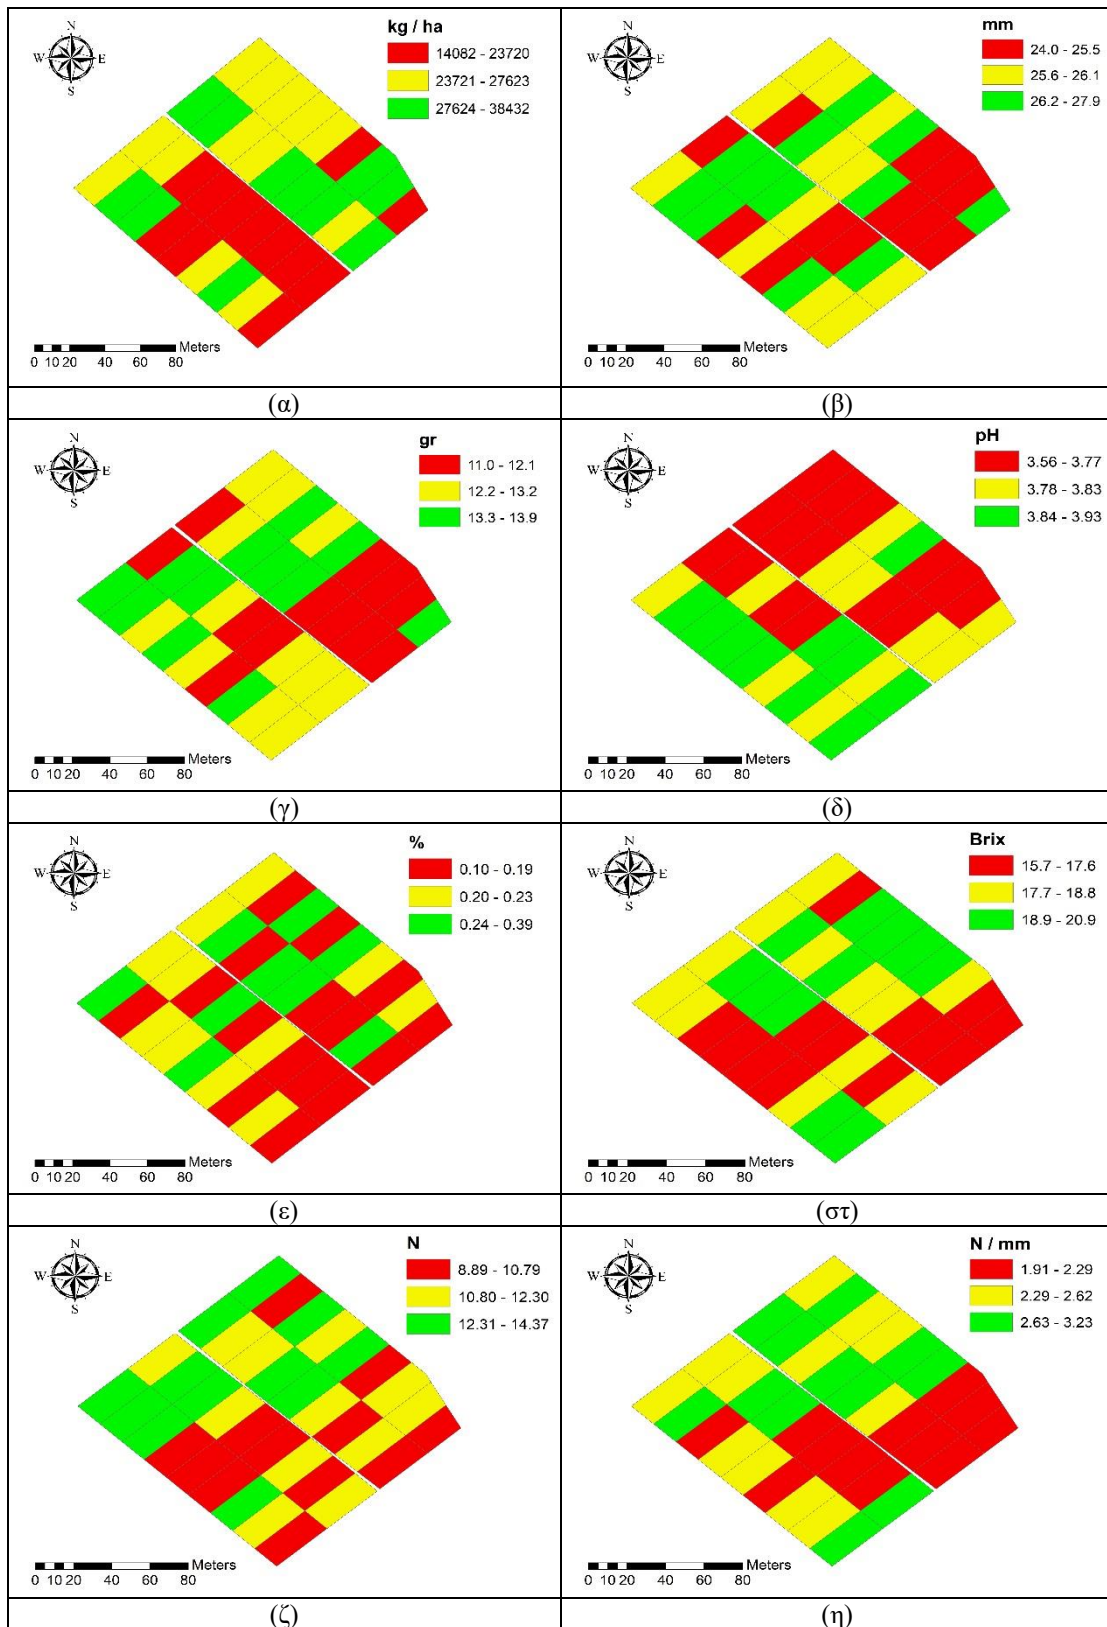 N
W E
S
kg / ha
14082 - 23720
23721 - 27623
27624 - 38432
Meters
0 10 20 40 60 80
N
W E
S
mm
24.0 - 25.5
25.6 - 26.1
26.2 - 27.9
Meters
0 10 20 40 60 80
(α)
(β)
N
W E
S
gr
11.0 - 12.1
12.2 - 13.2
13.3 - 13.9
Meters
0 10 20 40 60 80
N
W E
S
pH
3.56 - 3.77
3.78 - 3.83
3.84 - 3.93
Meters
0 10 20 40 60 80
(γ)
(δ)
N
W E
S
%
0.10 - 0.19
0.20 - 0.23
0.24 - 0.39
Meters
0 10 20 40 60 80
N
W E
S
Brix
15.7 - 17.6
17.7 - 18.8
18.9 - 20.9
Meters
0 10 20 40 60 80
(ε)
(στ)
N
W E
S
N
8.89 - 10.79
10.80 - 12.30
12.31 - 14.37
Meters
0 10 20 40 60 80
N
W E
S
N / mm
1.91 - 2.29
2.29 - 2.62
2.63 - 3.23
Meters
0 10 20 40 60 80
(ζ)
(η)